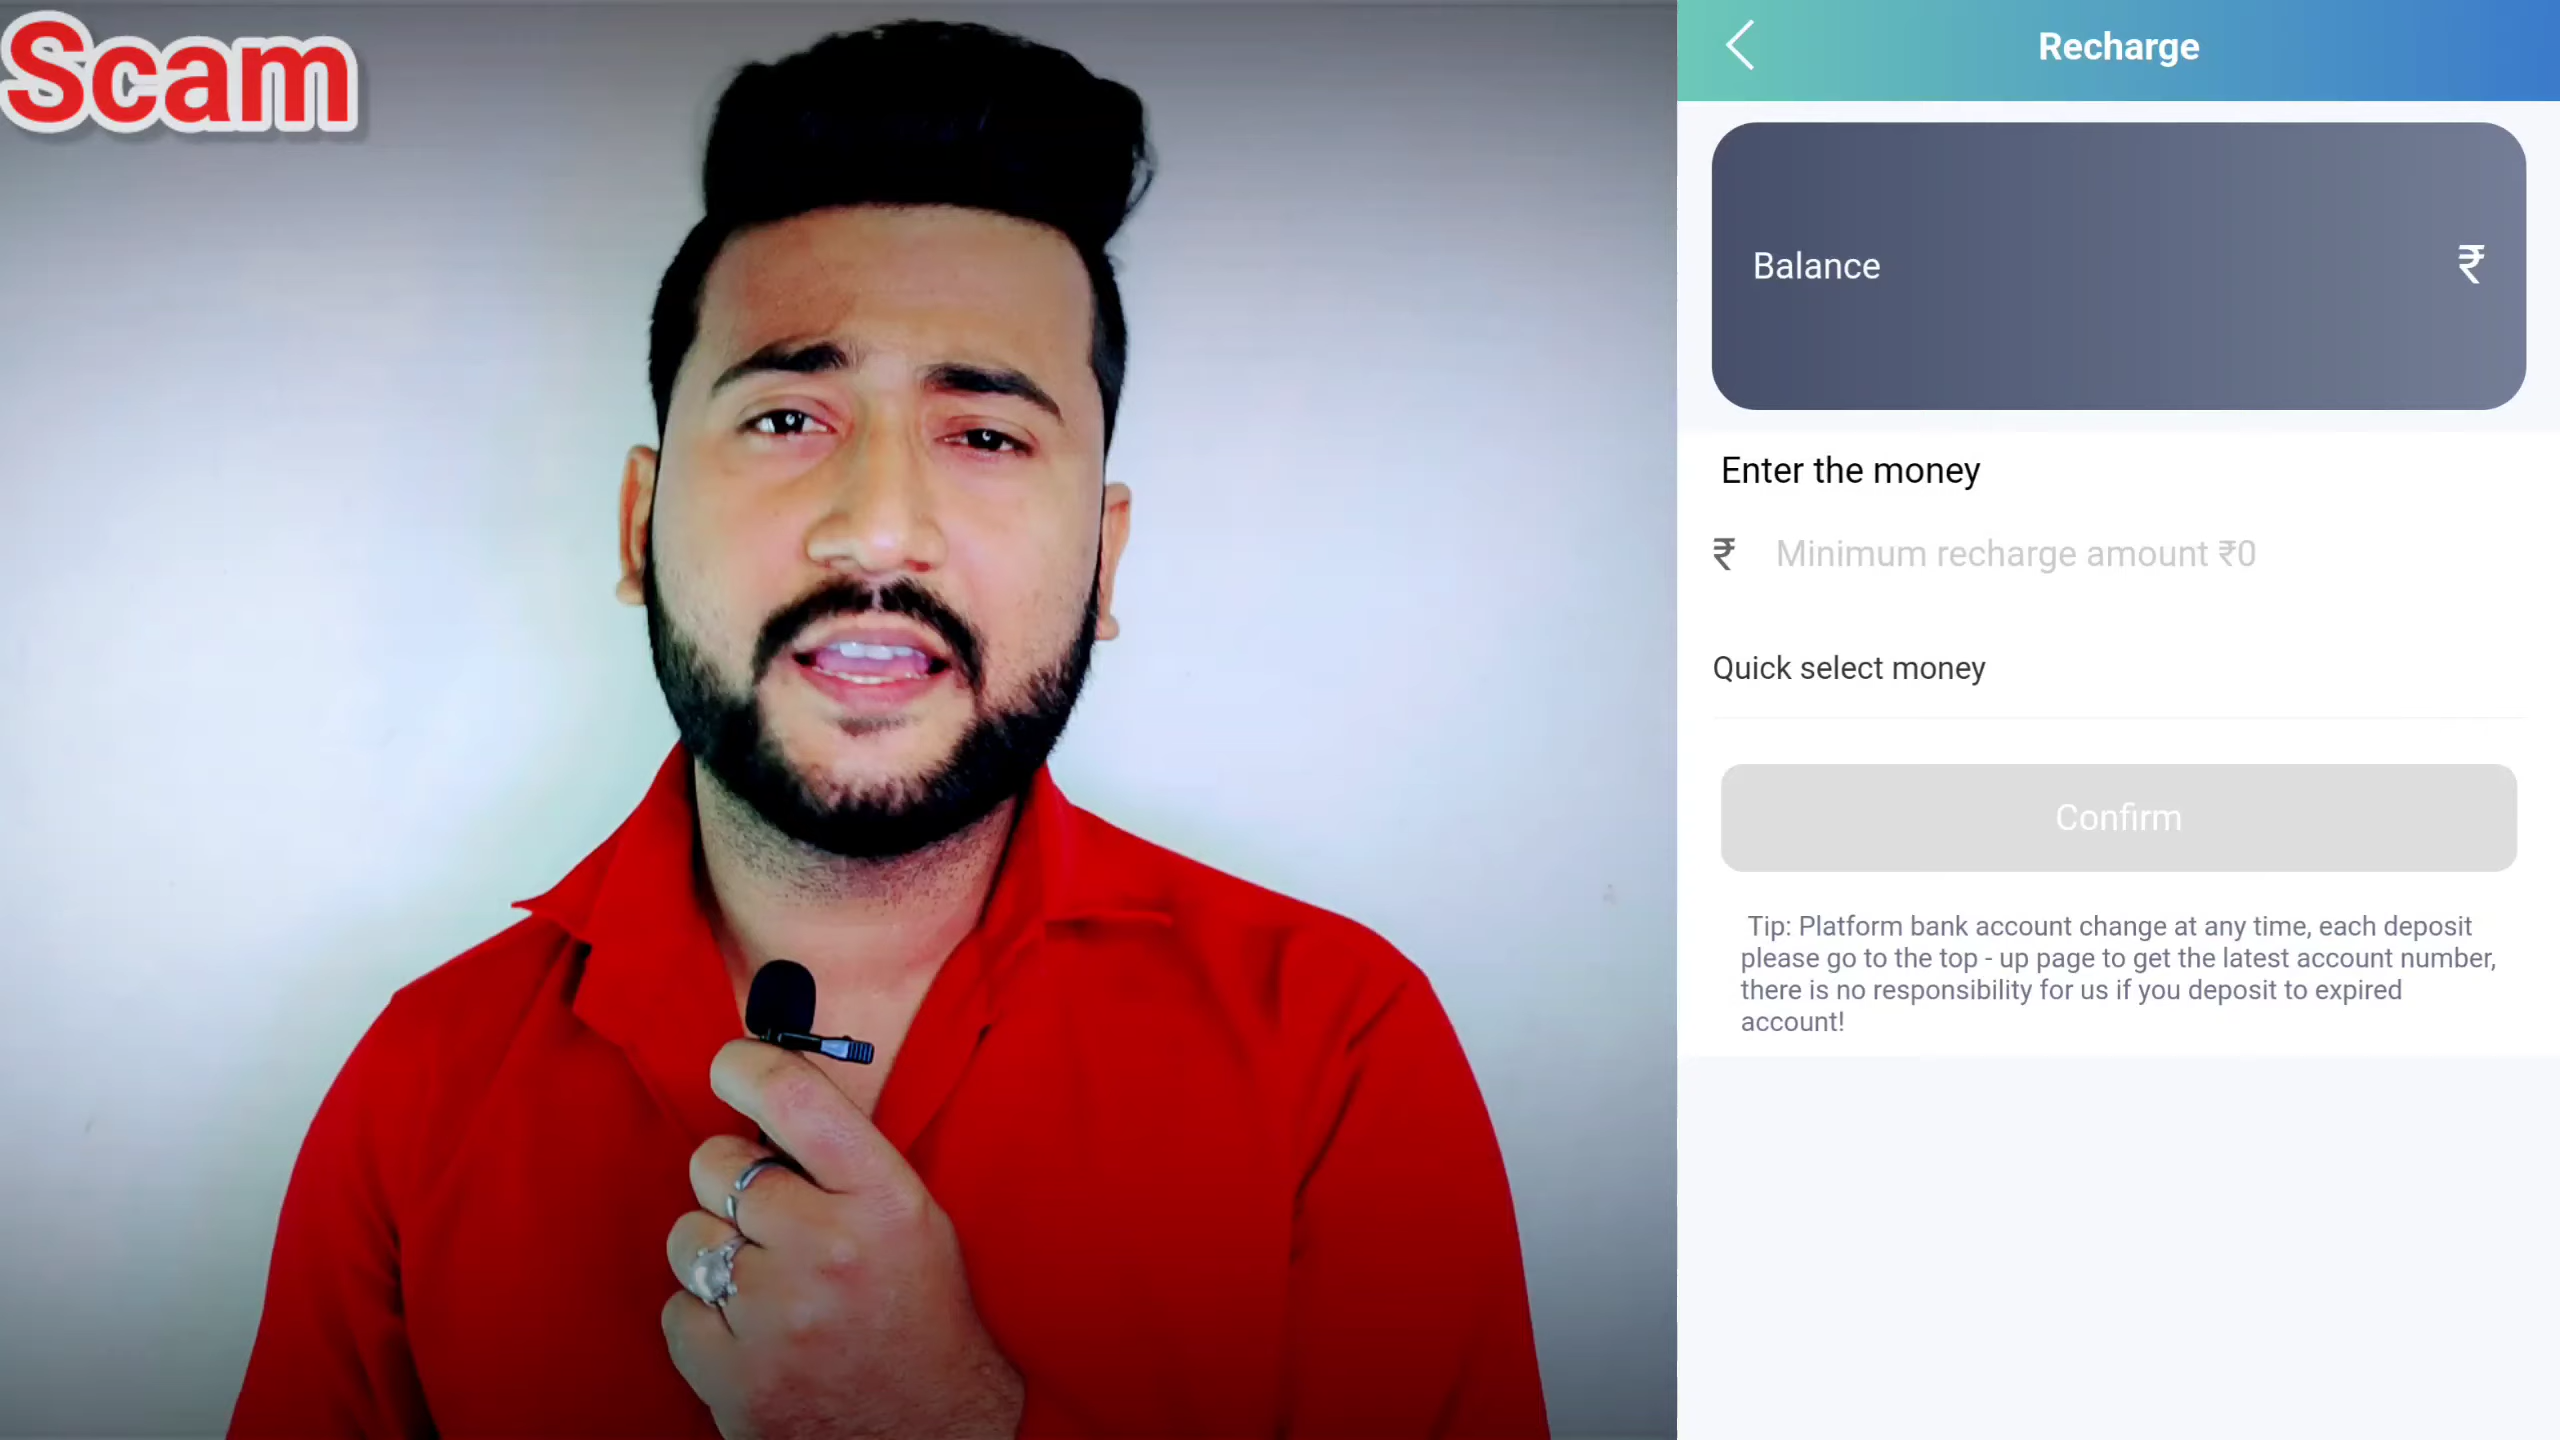 Scam
Recharge
Balance
₹
Enter the money
₹ Minimum recharge amount ₹0
Quick select money
Confirm
Tip: Platform bank account change at any time, each deposit
please go to the top - up page to get the latest account number,
there is no responsibility for us if you deposit to expired
account!